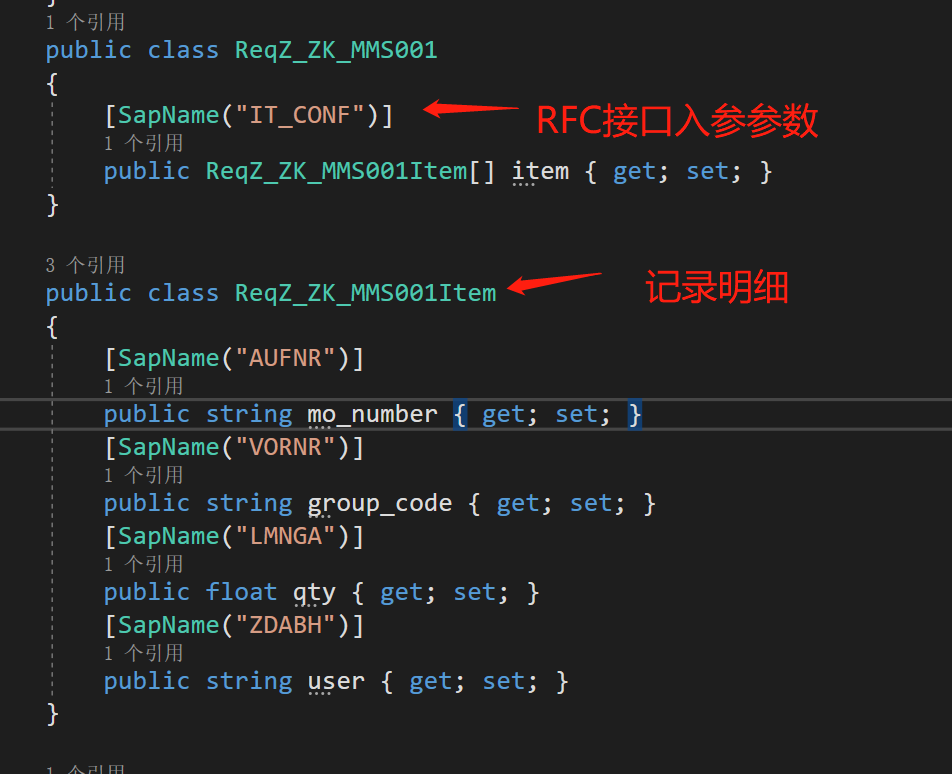 }
1 个引用
public class ReqZ_ZK_MMS001
{
[SapName("IT_CONF")]
RFC接口入参参数
1 个引用
public ReqZ_ZK_MMS001Item[] item { get; set; }
}
3 个引用
public class ReqZ_ZK_MMS001Item
记录明细
{
[SapName("AUFNR")]
1 个引用
public string mo_number { get; set; }
[SapName("VORNR")]
1 个引用
public string group_code { get; set; }
[SapName("LMNGA")]
1 个引用
public float qty { get; set; }
[SapName("ZDABH")]
1 个引用
public string user { get; set; }
}
1 个引用